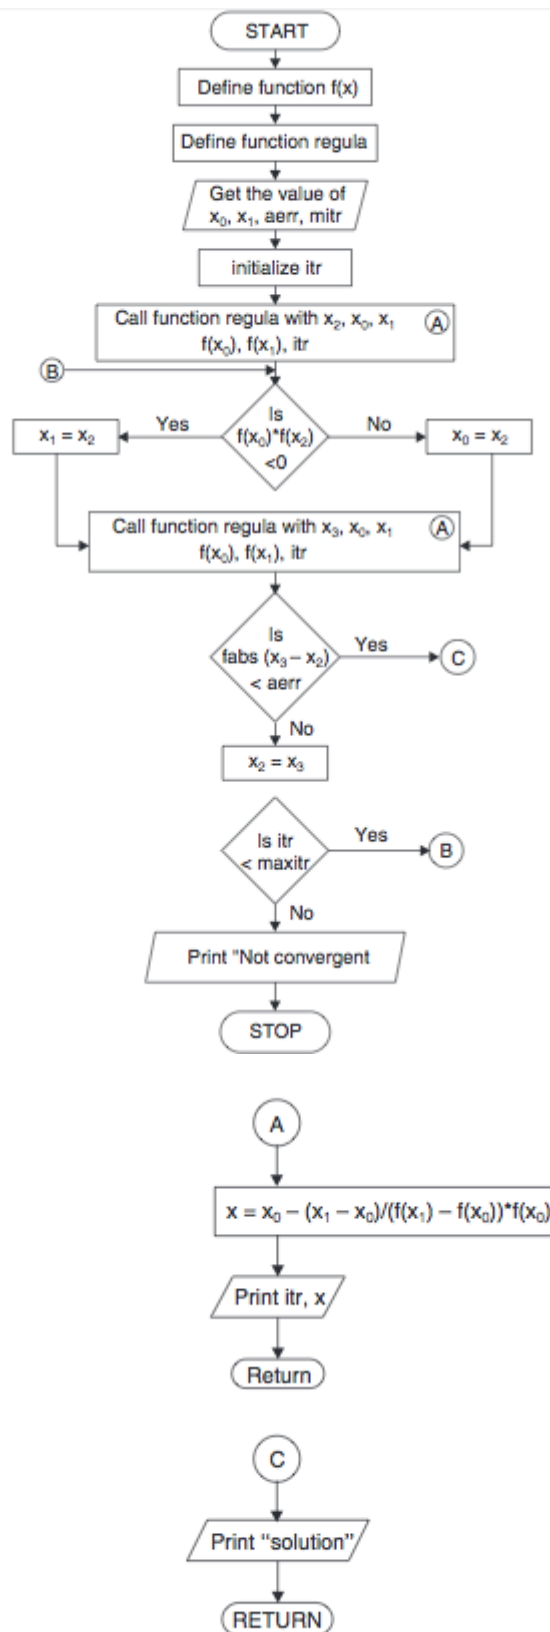 START
Define function f(x)
Define function regula
Get the value of
x₀, x₁, aerr, mitr
initialize itr
Call function regula with x₂, x₀, x₁ A
f(x₀), f(x₁), itr
B
Is
Yes f(x₀)*f(x₂) No
<0
x₁ = x₂
x₀ = x₂
Call function regula with x₃, x₀, x₁ A
f(x₀), f(x₁), itr
Is
fabs (x₃ – x₂) Yes C
< aerr
No
x₂ = x₃
Is itr Yes B
< maxitr
No
Print "Not convergent
STOP
A
x = x₀ – (x₁ – x₀)/(f(x₁) – f(x₀))*f(x₀)
Print itr, x
Return
C
Print “solution”
RETURN